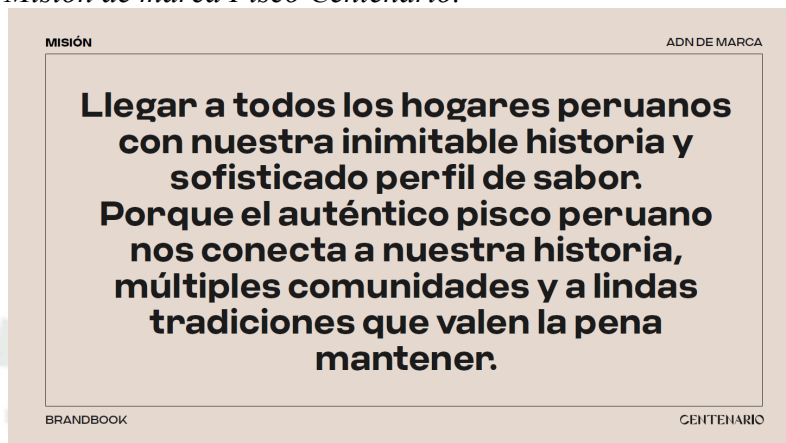 Misión de marca Pisco Centenario.
MISIÓN
ADN DE MARCA
Llegar a todos los hogares peruanos
con nuestra inimitable historia y
sofisticado perfil de sabor.
Porque el auténtico pisco peruano
nos conecta a nuestra historia,
múltiples comunidades y a lindas
tradiciones que valen la pena
mantener.
BRANDBOOK
CENTENARIO